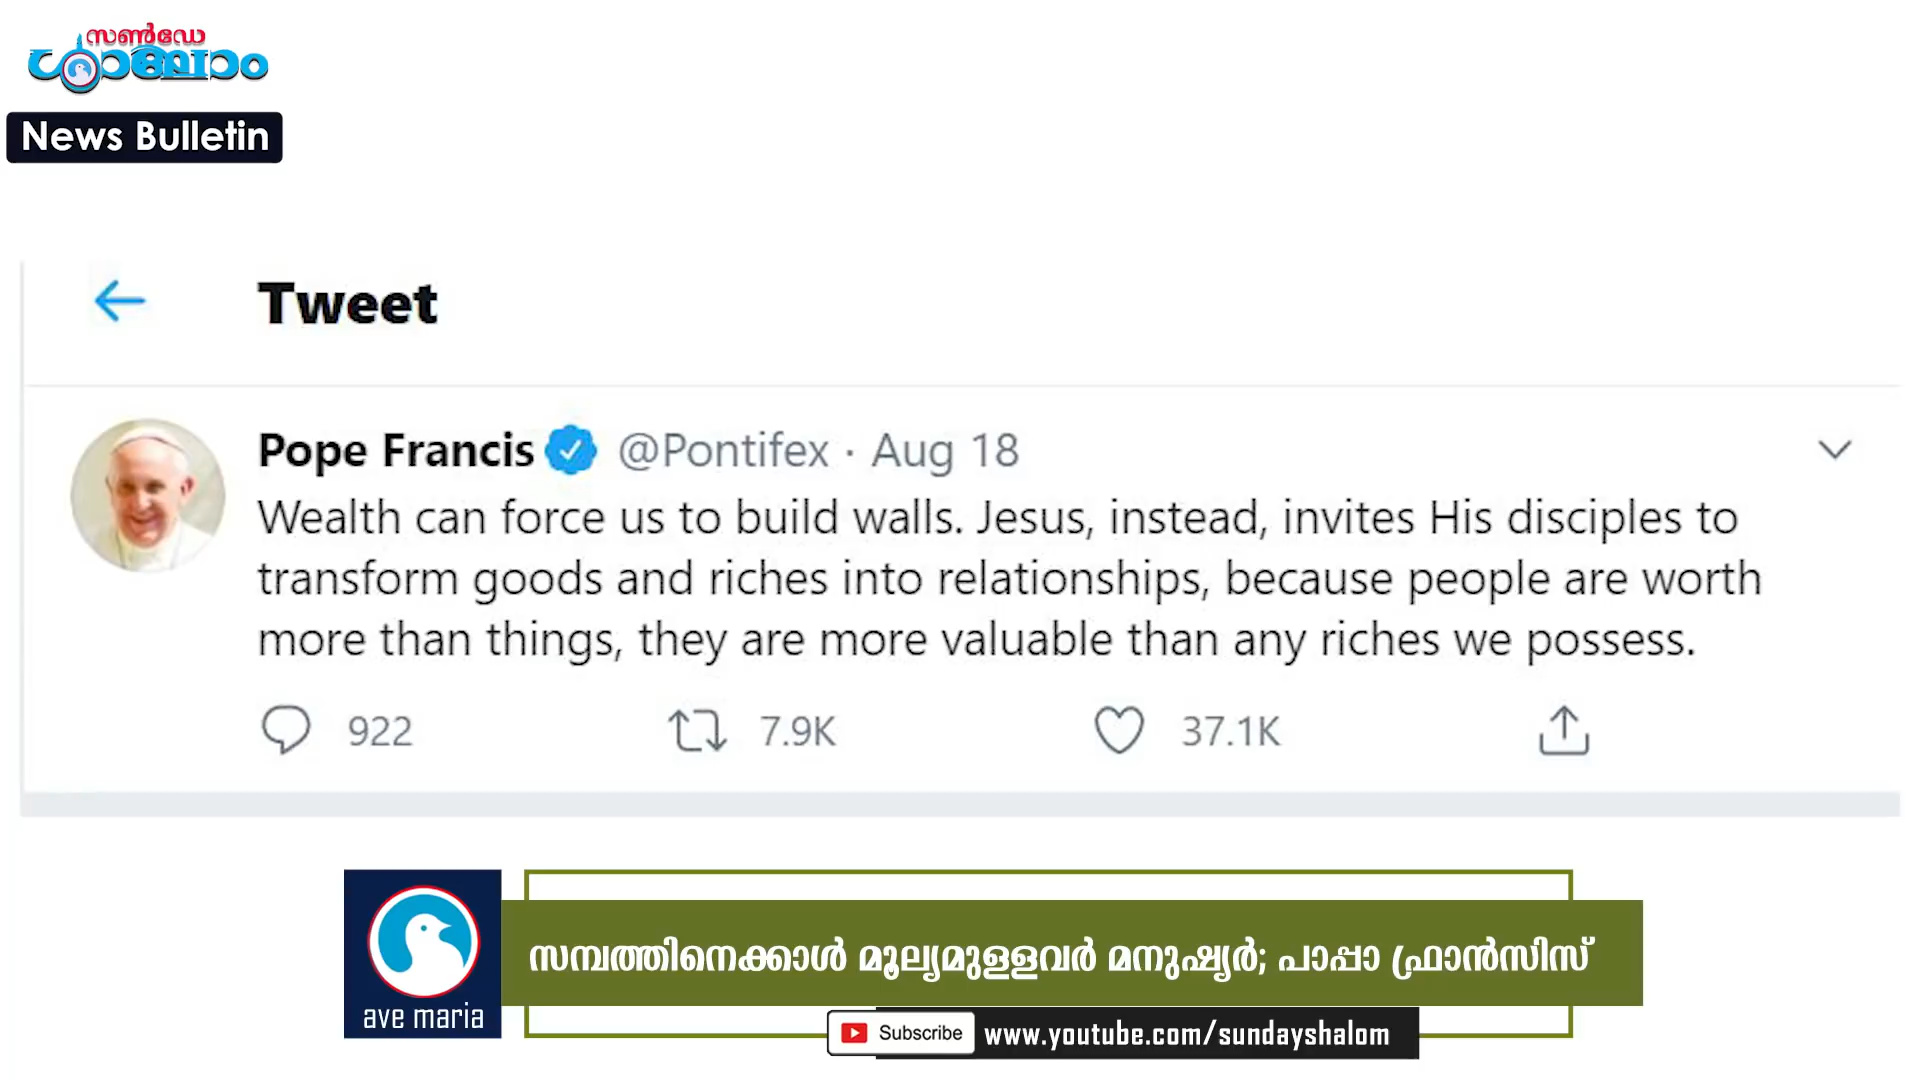 സൺഡേ
ശാലോം
News Bulletin
Tweet
Pope Francis @Pontifex · Aug 18
Wealth can force us to build walls. Jesus, instead, invites His disciples to
transform goods and riches into relationships, because people are worth
more than things, they are more valuable than any riches we possess.
922 7.9K 37.1K
സമ്പത്തിനെക്കാൾ മൂല്യമുള്ളവർ മനുഷ്യർ; പാപ്പാ ഫ്രാൻസിസ്
ave maria
Subscribe www.youtube.com/sundayshalom